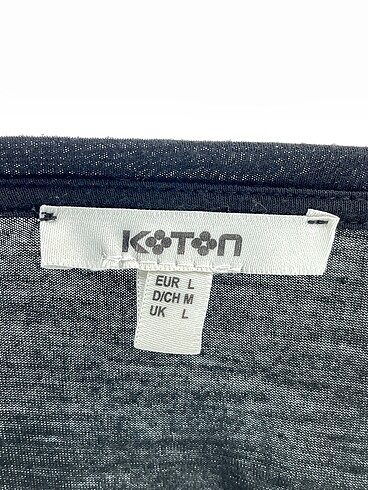 KOTON
EUR L
D/CH M
UK L